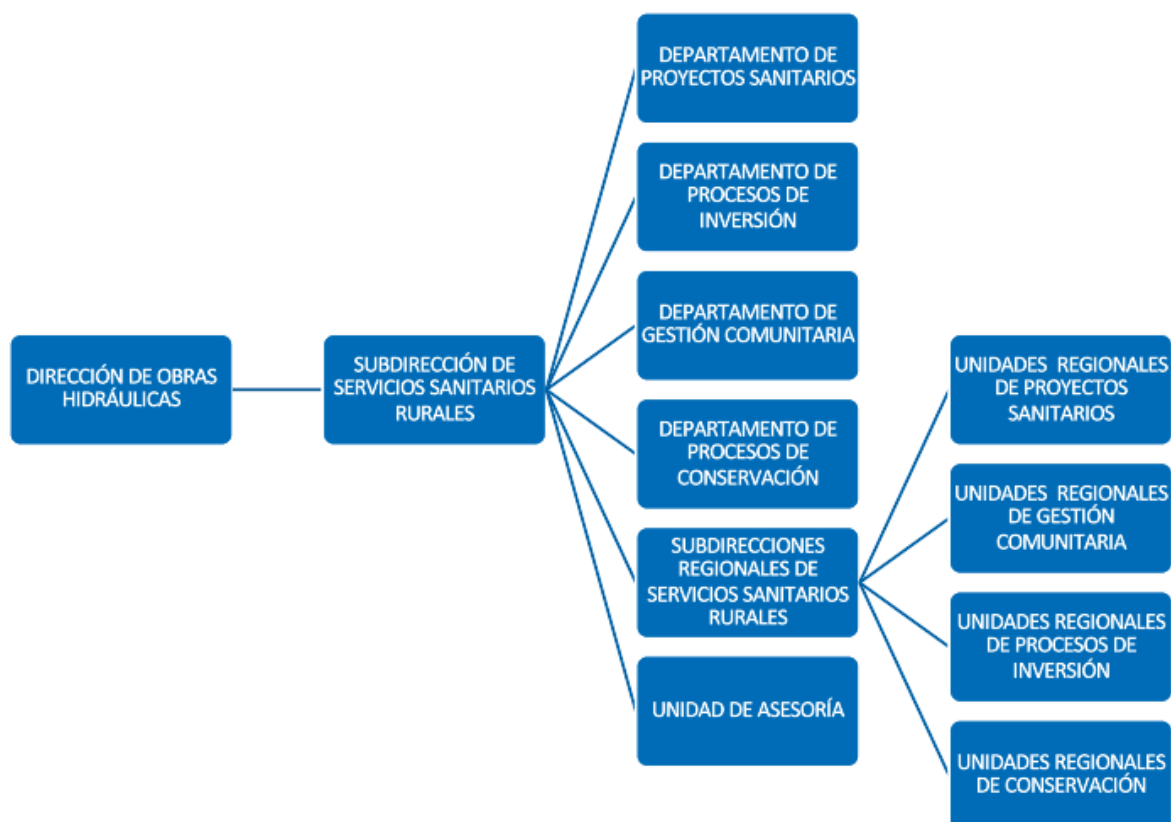 DIRECCIÓN DE OBRAS
HIDRÁULICAS
SUBDIRECCIÓN DE
SERVICIOS SANITARIOS
RURALES
DEPARTAMENTO DE
PROYECTOS SANITARIOS
DEPARTAMENTO DE
PROCESOS DE
INVERSIÓN
DEPARTAMENTO DE
GESTIÓN COMUNITARIA
DEPARTAMENTO DE
PROCESOS DE
CONSERVACIÓN
SUBDIRECCIONES
REGIONALES DE
SERVICIOS SANITARIOS
RURALES
UNIDAD DE ASESORÍA
UNIDADES REGIONALES
DE PROYECTOS
SANITARIOS
UNIDADES REGIONALES
DE GESTIÓN
COMUNITARIA
UNIDADES REGIONALES
DE PROCESOS DE
INVERSIÓN
UNIDADES REGIONALES
DE CONSERVACIÓN